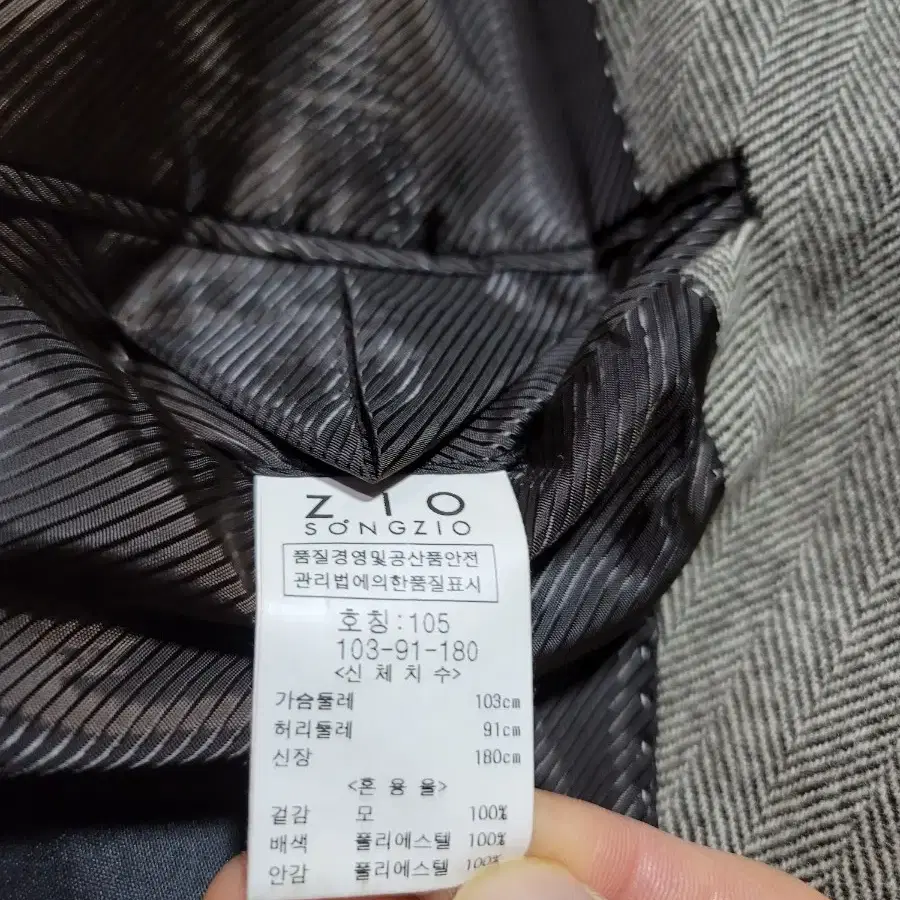 ZIO
SONGZIO
품질경영및공산품안전
관리법에의한품질표시
호칭:105
103-91-180
<신체치수>
가슴둘레 103cm
허리둘레 91cm
신장 180cm
<혼용율>
겉감 모 100%
배색 폴리에스텔 100%
안감 폴리에스텔 100%